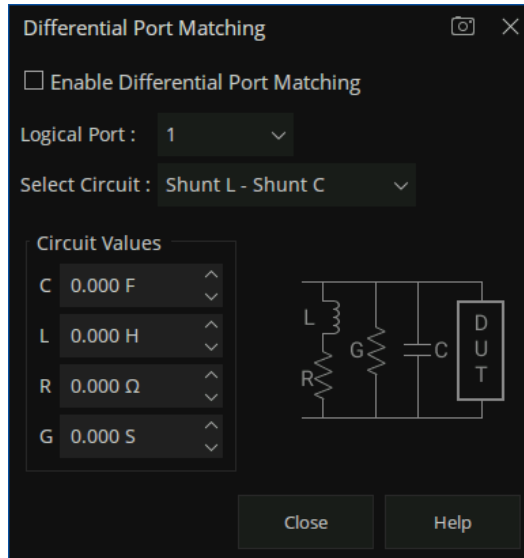 Differential Port Matching
Enable Differential Port Matching
Logical Port : 1
Select Circuit : Shunt L - Shunt C
Circuit Values
C 0.000 F
L 0.000 H
R 0.000 Ω
G 0.000 S
L
R
G
C
D
U
T
Close
Help